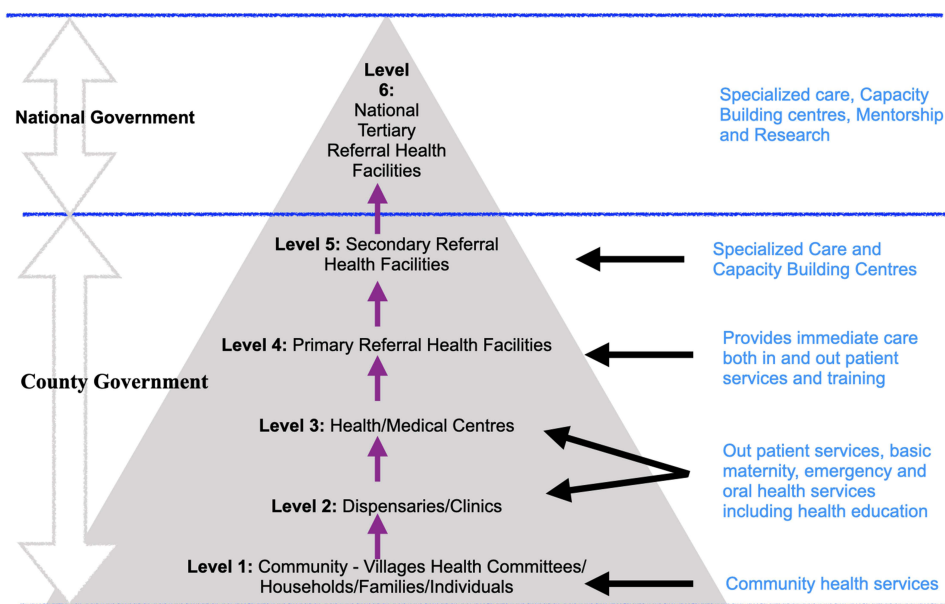 Level
6:
National
Tertiary
Referral Health
Facilities
National Government
Specialized care, Capacity
Building centres, Mentorship
and Research
Level 5: Secondary Referral
Health Facilities
Specialized Care and
Capacity Building Centres
Level 4: Primary Referral Health Facilities
Provides immediate care
both in and out patient
services and training
County Government
Level 3: Health/Medical Centres
Out patient services, basic
maternity, emergency and
oral health services
including health education
Level 2: Dispensaries/Clinics
Level 1: Community - Villages Health Committees/
Households/Families/Individuals
Community health services